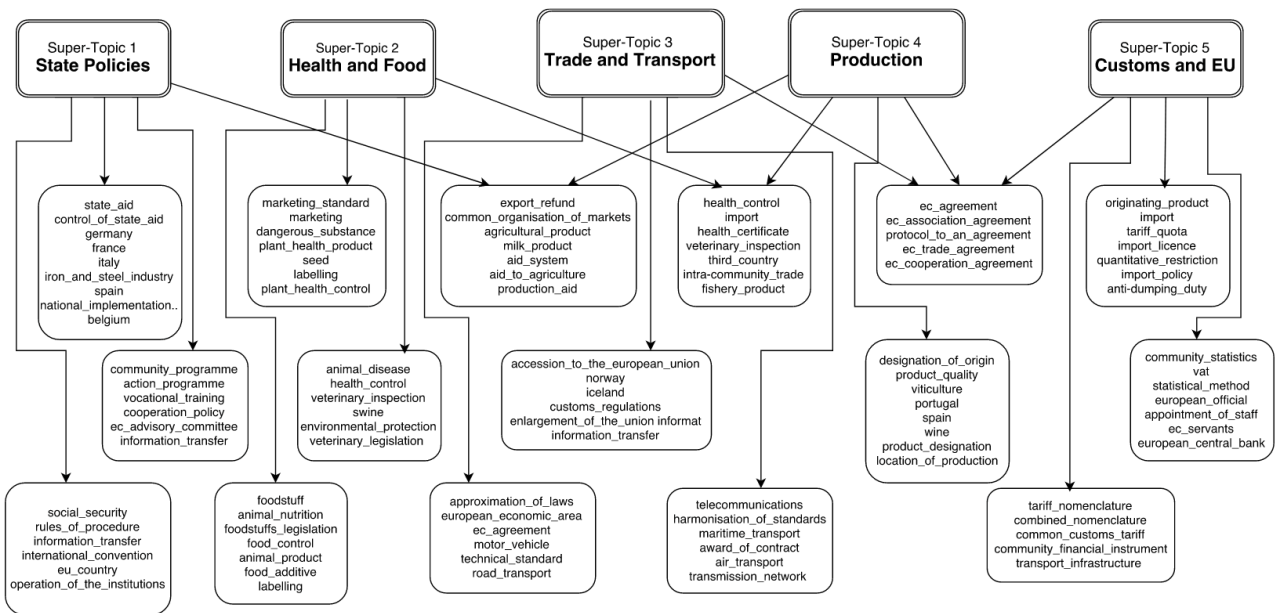 Super-Topic 1
State Policies
Super-Topic 2
Health and Food
Super-Topic 3
Trade and Transport
Super-Topic 4
Production
Super-Topic 5
Customs and EU
state_aid
control_of_state_aid
germany
france
italy
iron_and_steel_industry
spain
national_implementation..
belgium
marketing_standard
marketing
dangerous_substance
plant_health_product
seed
labelling
plant_health_control
export_refund
common_organisation_of_markets
agricultural_product
milk_product
aid_system
aid_to_agriculture
production_aid
health_control
import
health_certificate
veterinary_inspection
third_country
intra-community_trade
fishery_product
ec_agreement
ec_association_agreement
protocol_to_an_agreement
ec_trade_agreement
ec_cooperation_agreement
originating_product
import
tariff_quota
import_licence
quantitative_restriction
import_policy
anti-dumping_duty
community_programme
action_programme
vocational_training
cooperation_policy
ec_advisory_committee
information_transfer
animal_disease
health_control
veterinary_inspection
swine
environmental_protection
veterinary_legislation
accession_to_the_european_union
norway
iceland
customs_regulations
enlargement_of_the_union informat
information_transfer
designation_of_origin
product_quality
viticulture
portugal
spain
wine
product_designation
location_of_production
community_statistics
vat
statistical_method
european_official
appointment_of_staff
ec_servants
european_central_bank
social_security
rules_of_procedure
information_transfer
international_convention
eu_country
operation_of_the_institutions
foodstuff
animal_nutrition
foodstuffs_legislation
food_control
animal_product
food_additive
labelling
approximation_of_laws
european_economic_area
ec_agreement
motor_vehicle
technical_standard
road_transport
telecommunications
harmonisation_of_standards
maritime_transport
award_of_contract
air_transport
transmission_network
tariff_nomenclature
combined_nomenclature
common_customs_tariff
community_financial_instrument
transport_infrastructure